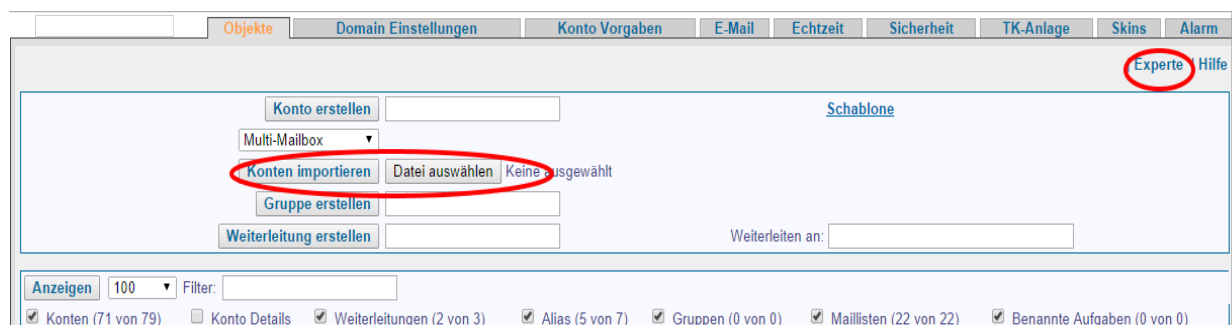 Objekte Domain Einstellungen Konto Vorgaben E-Mail Echtzeit Sicherheit TK-Anlage Skins Alarm
| Experte | Hilfe
Konto erstellen Schablone
Multi-Mailbox
Konten importieren Datei auswählen Keine ausgewählt
Gruppe erstellen
Weiterleitung erstellen Weiterleiten an:
Anzeigen 100 Filter:
Konten (71 von 79) Konto Details Weiterleitungen (2 von 3) Alias (5 von 7) Gruppen (0 von 0) Maillisten (22 von 22) Benannte Aufgaben (0 von 0)